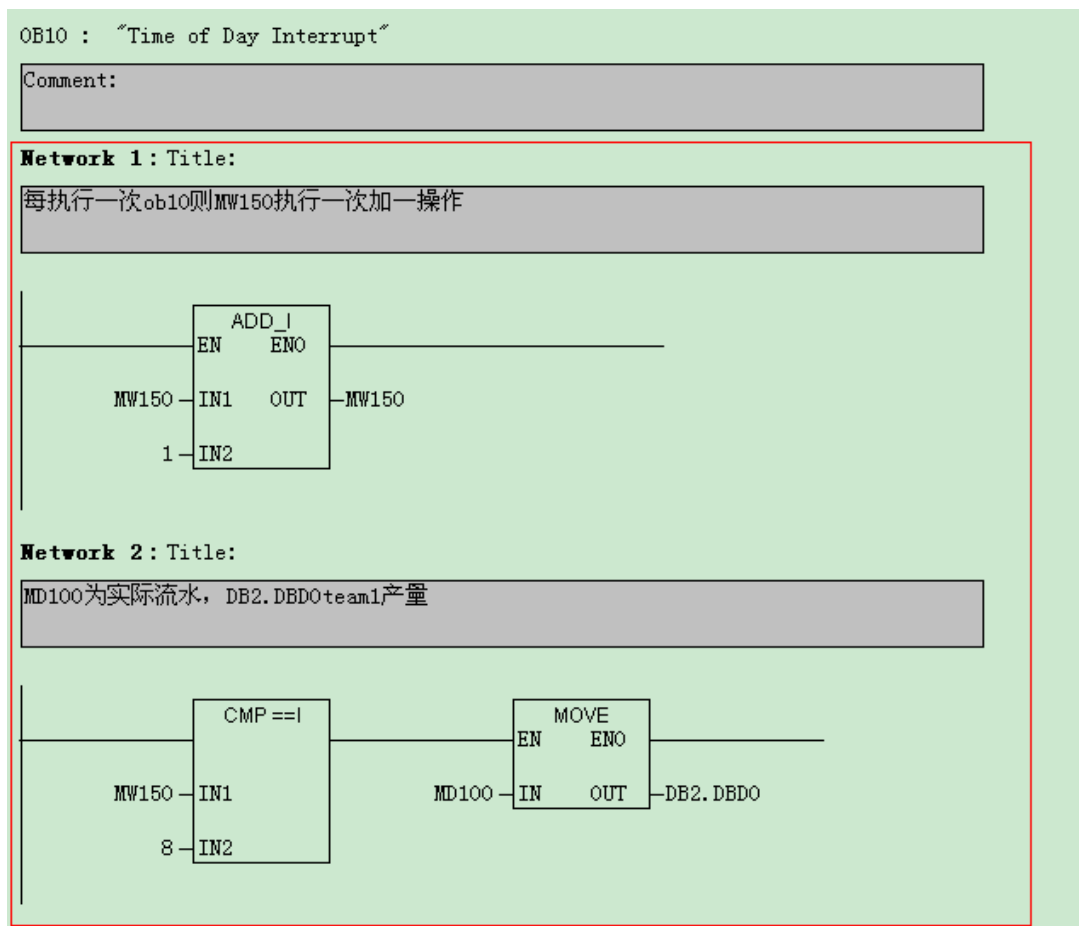 OB10 : "Time of Day Interrupt"
Comment:
Network 1: Title:
每执行一次ob10则MW150执行一次加一操作
ADD_I
EN ENO
MW150 IN1 OUT MW150
1 IN2
Network 2: Title:
MD100为实际流水，DB2.DBD0team1产量
CMP ==I MOVE
EN ENO
MW150 IN1 MD100 IN OUT DB2.DBD0
8 IN2